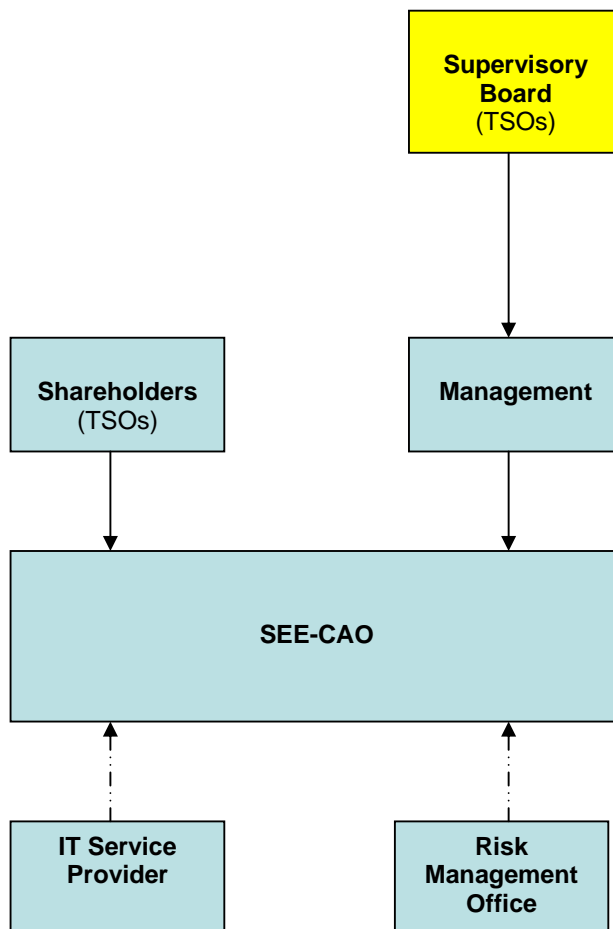 Supervisory
Board
(TSOs)
Shareholders
(TSOs)
Management
SEE-CAO
IT Service
Provider
Risk
Management
Office